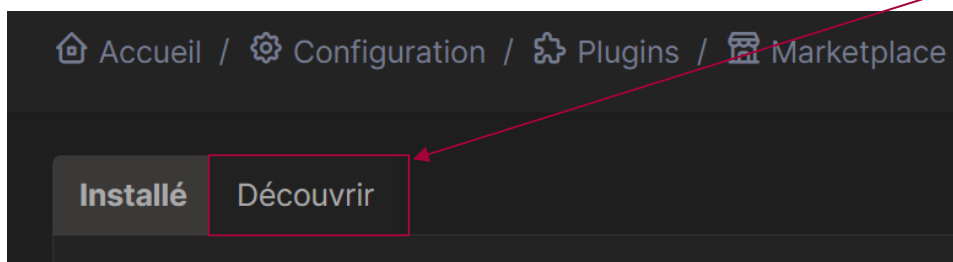 Accueil / Configuration / Plugins / Marketplace
Installé Découvrir